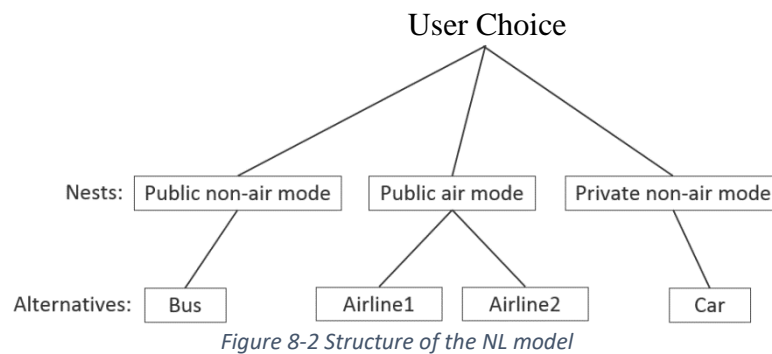 User Choice
Nests: Public non-air mode Public air mode Private non-air mode
Alternatives: Bus Airline1 Airline2 Car
Figure 8-2 Structure of the NL model